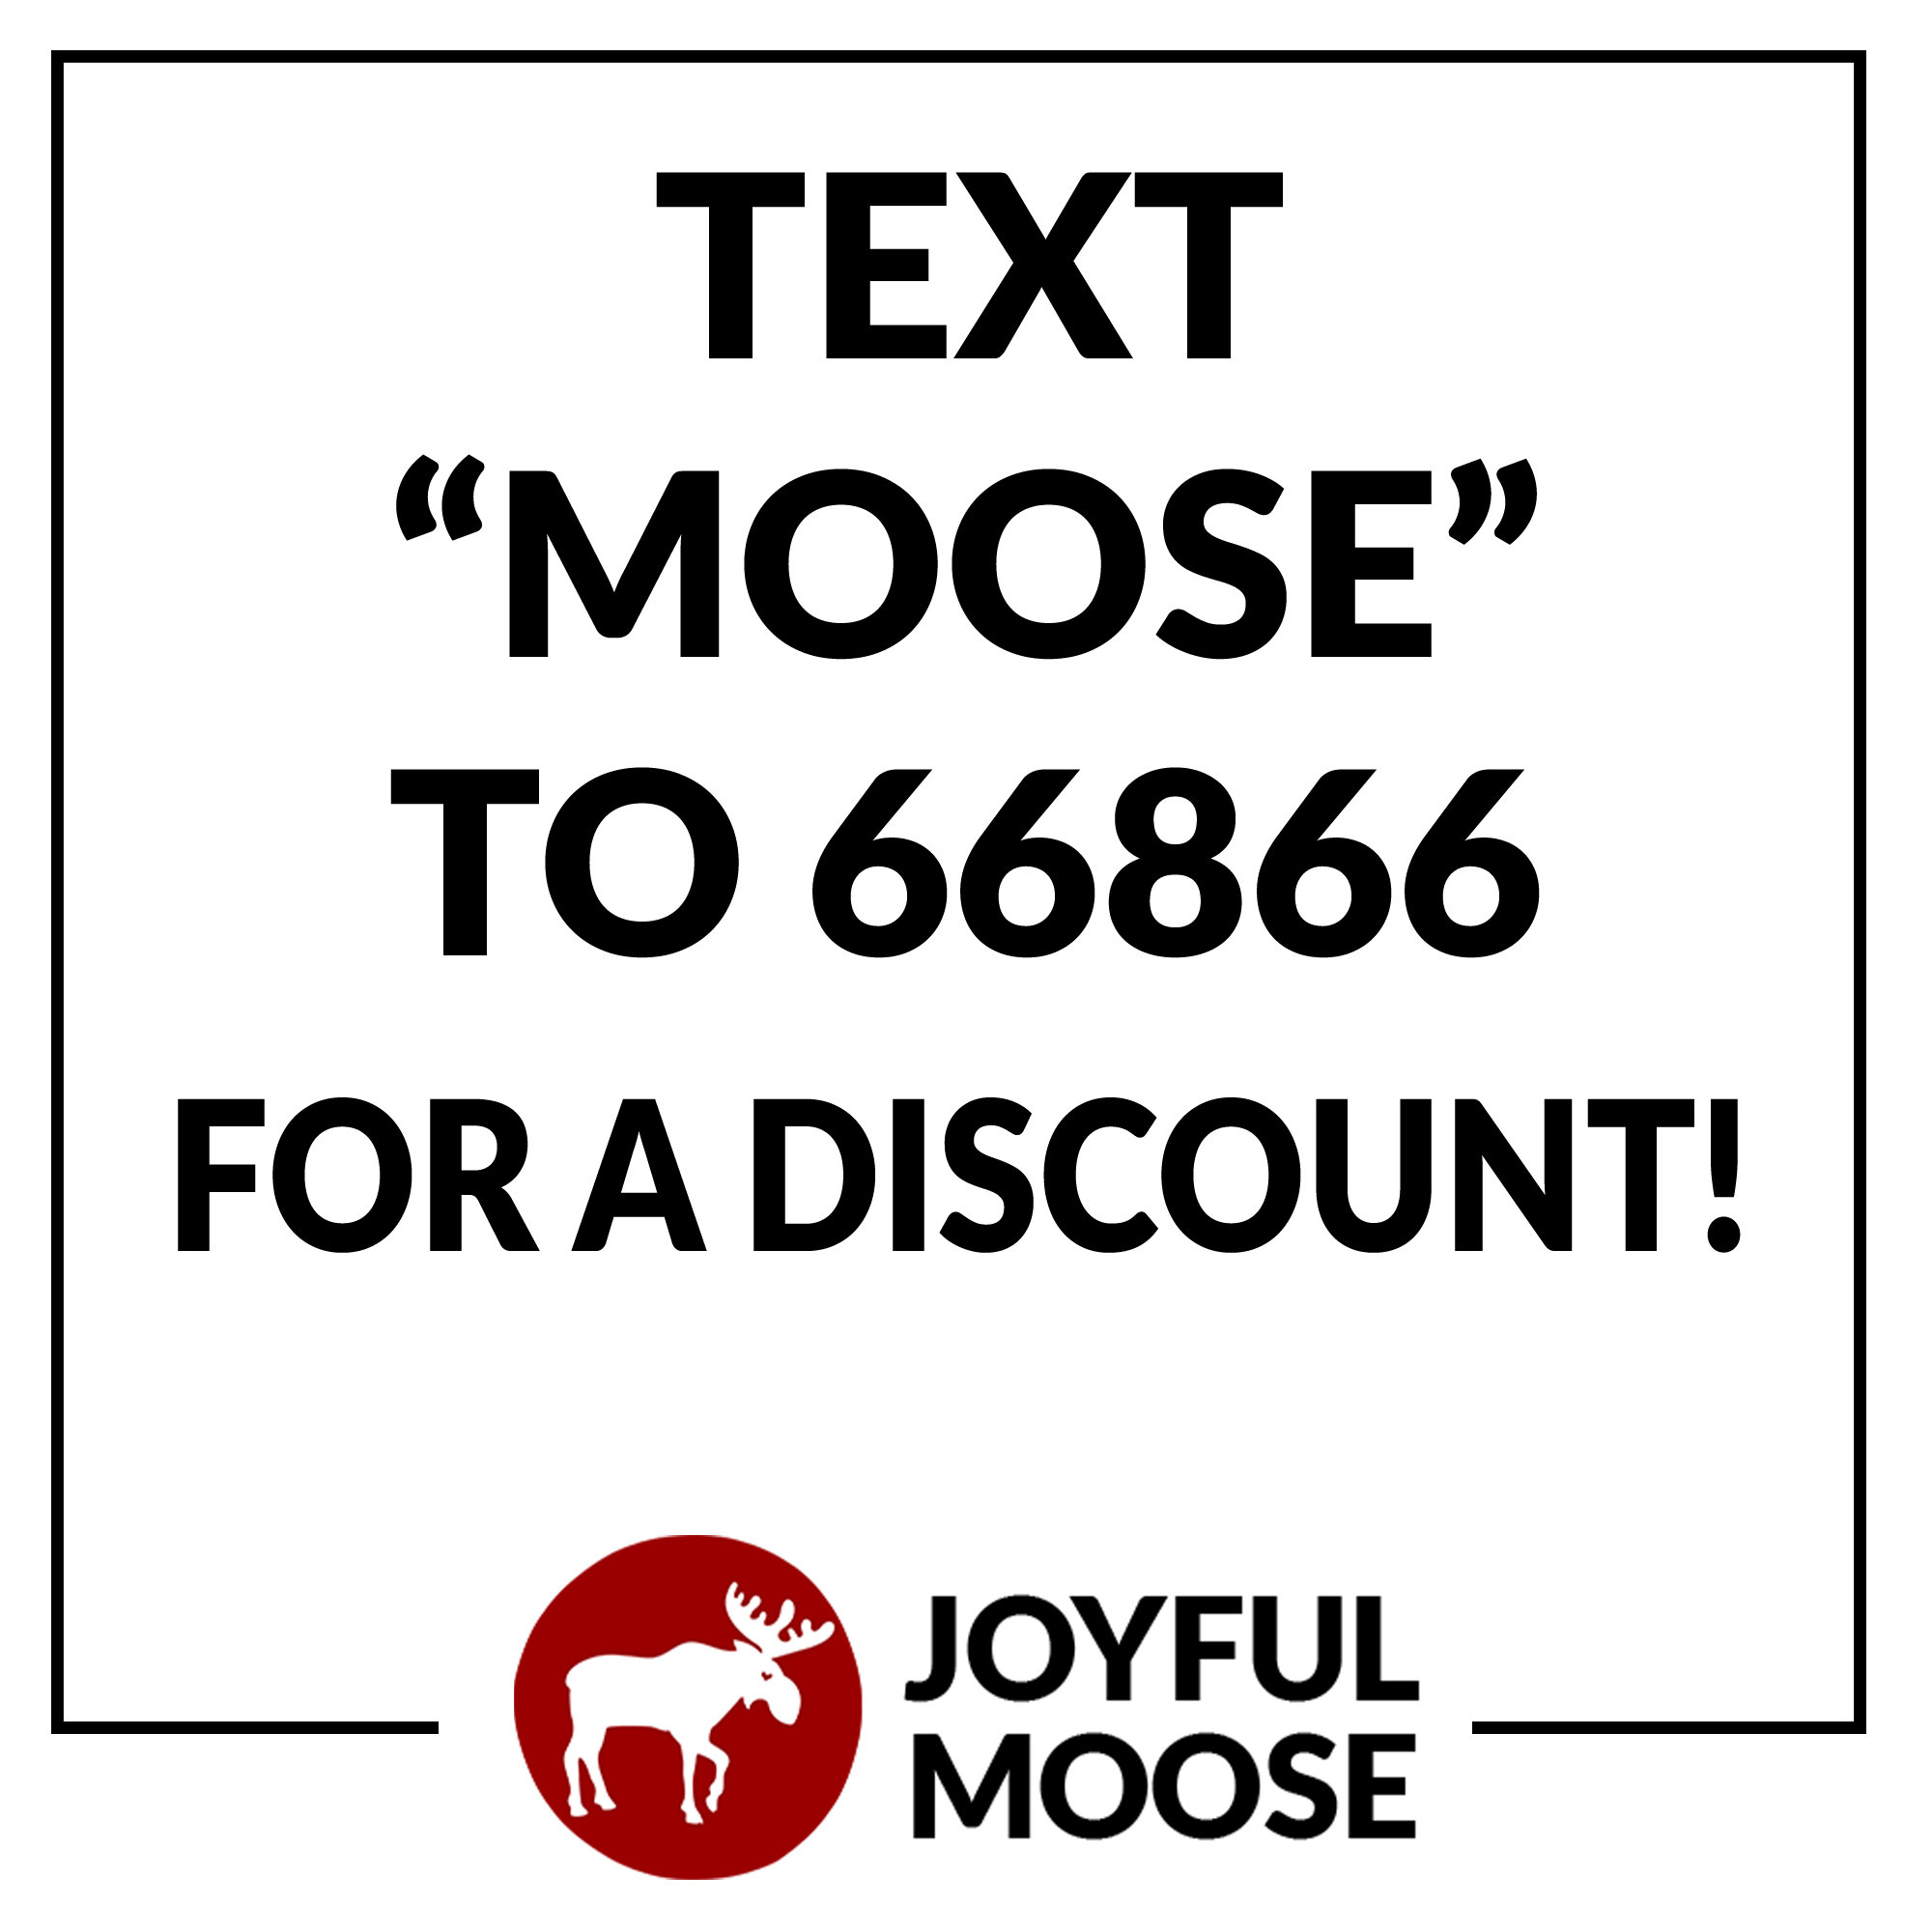 TEXT
“MOOSE”
TO 66866
FOR A DISCOUNT!
JOYFUL
MOOSE